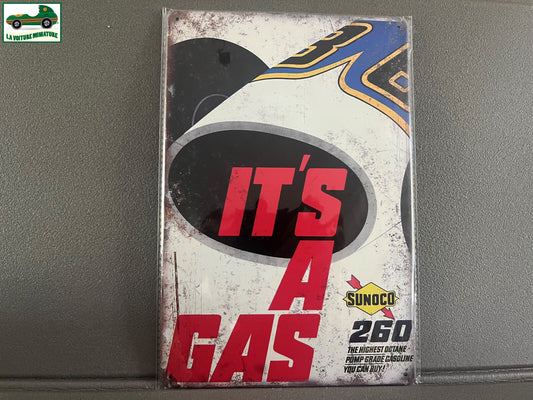 LA VOITURE MINIATURE
IT'S
A
GAS
SUNOCO
260
THE HIGHEST OCTANE
PUMP GRADE GASOLINE
YOU CAN BUY!